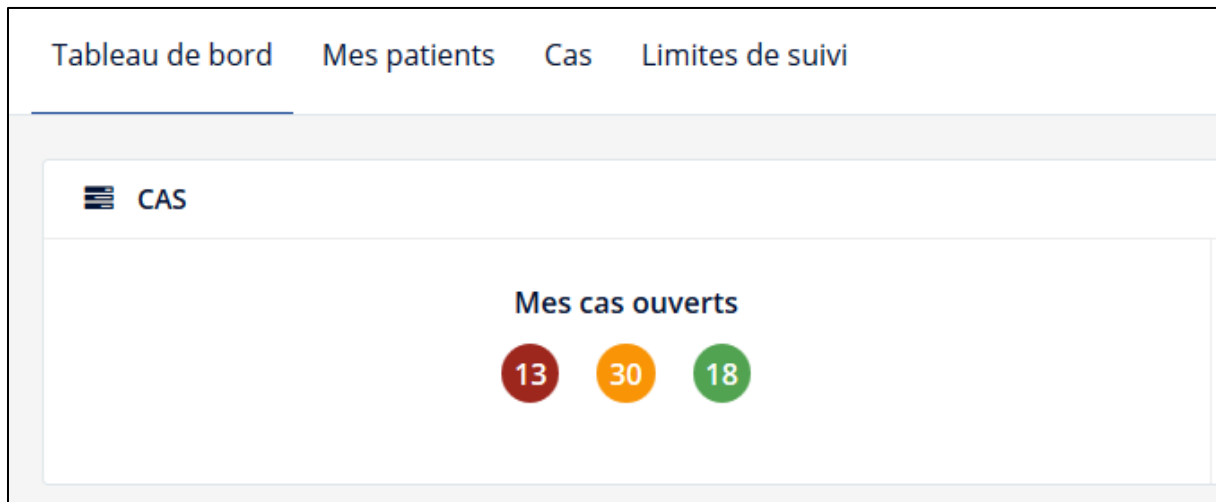 Tableau de bord Mes patients Cas Limites de suivi
CAS
Mes cas ouverts
13 30 18